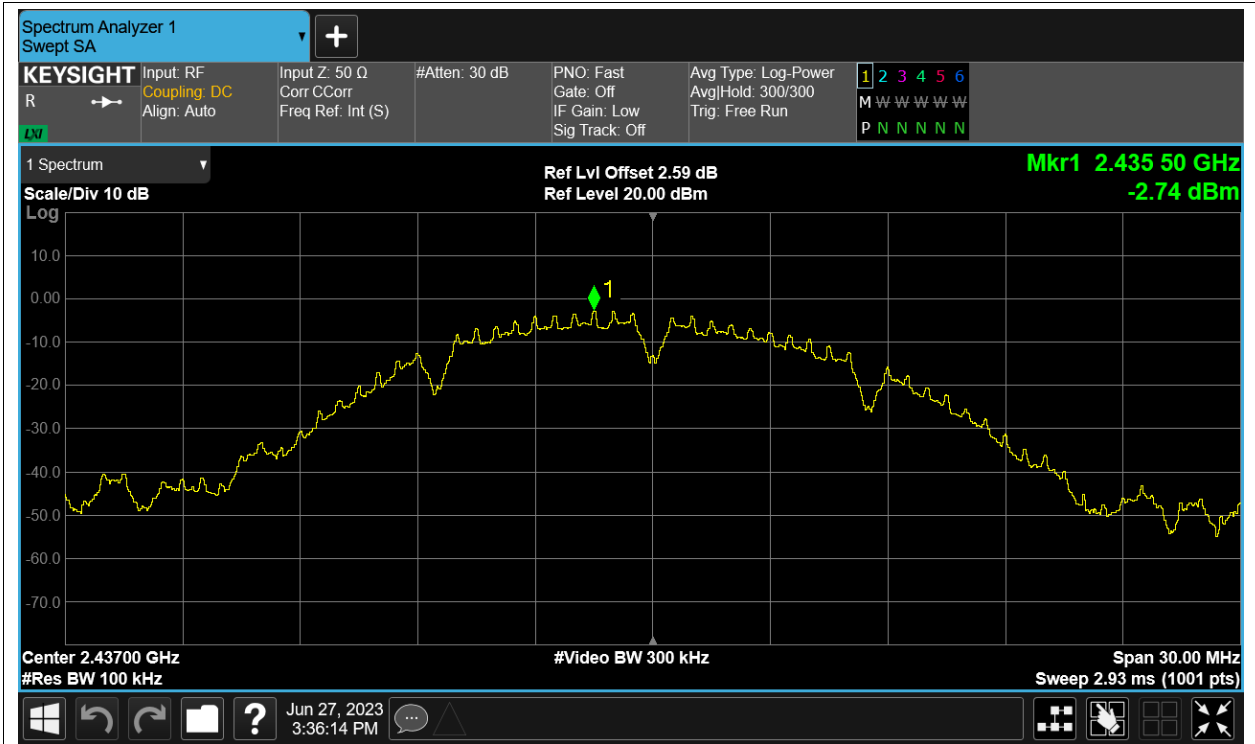 Spectrum Analyzer 1
Swept SA
KEYSIGHT
R
LXI
Input: RF
Coupling: DC
Align: Auto
Input Z: 50 Ω
Corr CCorr
Freq Ref: Int (S)
#Atten: 30 dB
PNO: Fast
Gate: Off
IF Gain: Low
Sig Track: Off
Avg Type: Log-Power
Avg|Hold: 300/300
Trig: Free Run
1 2 3 4 5 6
M W W W W W
P N N N N N
1 Spectrum
Scale/Div 10 dB
Ref Lvl Offset 2.59 dB
Ref Level 20.00 dBm
Mkr1 2.435 50 GHz
-2.74 dBm
Log
10.0
0.00
-10.0
-20.0
-30.0
-40.0
-50.0
-60.0
-70.0
1
Center 2.43700 GHz
#Res BW 100 kHz
#Video BW 300 kHz
Span 30.00 MHz
Sweep 2.93 ms (1001 pts)
?
Jun 27, 2023
3:36:14 PM